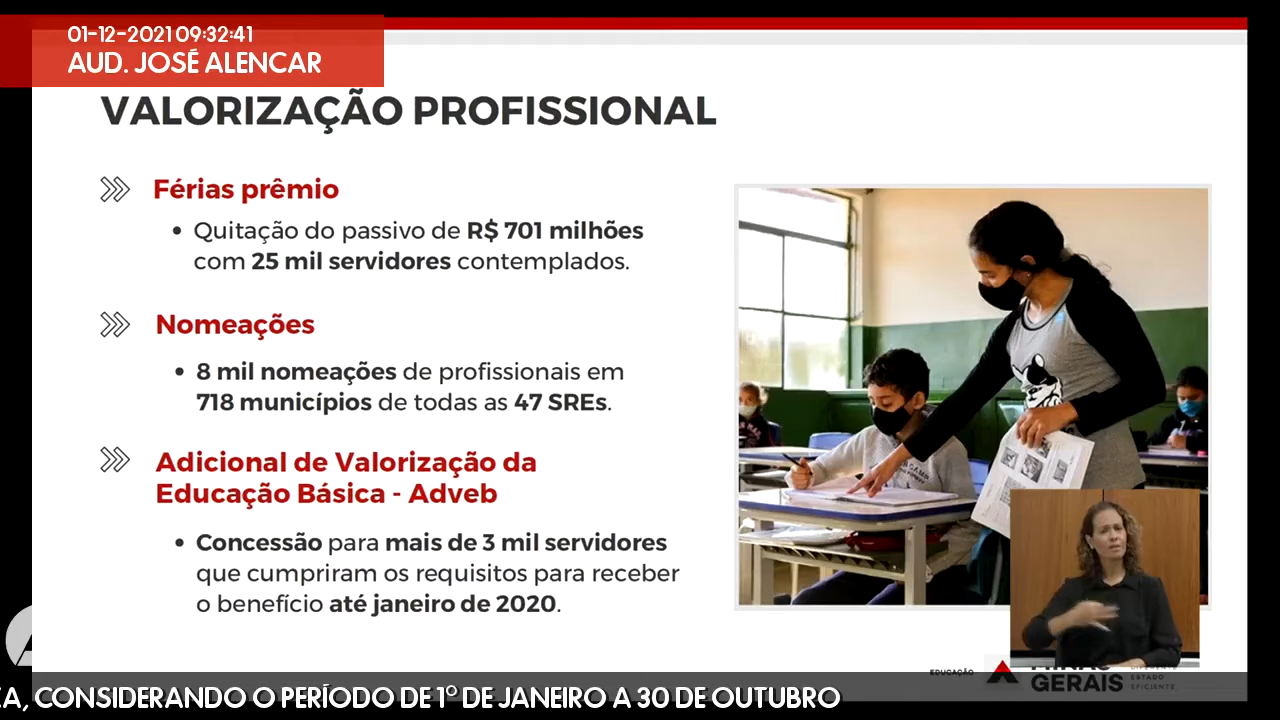 01-12-2021 09:32:41
AUD. JOSÉ ALENCAR
VALORIZAÇÃO PROFISSIONAL
Férias prêmio
• Quitação do passivo de R$ 701 milhões
com 25 mil servidores contemplados.
Nomeações
• 8 mil nomeações de profissionais em
718 municípios de todas as 47 SREs.
Adicional de Valorização da
Educação Básica - Adveb
• Concessão para mais de 3 mil servidores
que cumpriram os requisitos para receber
o benefício até janeiro de 2020.
EDUCAÇÃO
MINAS
GERAIS
DIFERENTE
ESTADO
EFICIENTE
, CONSIDERANDO O PERÍODO DE 1º DE JANEIRO A 30 DE OUTUBRO